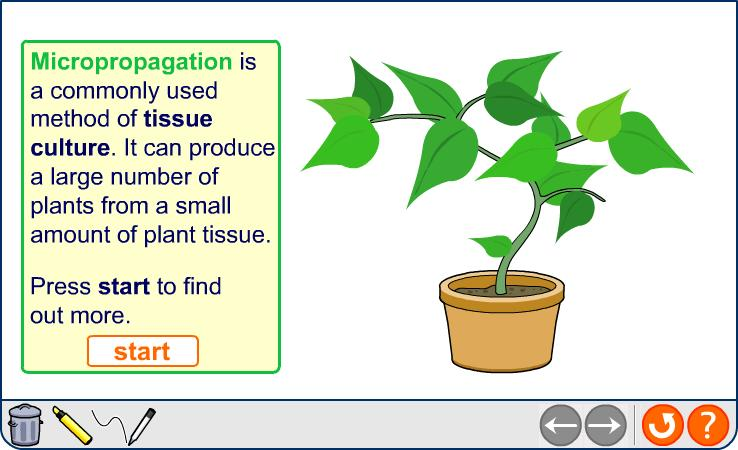 Micropropagation is
a commonly used
method of tissue
culture. It can produce
a large number of
plants from a small
amount of plant tissue.
Press start to find
out more.
start
?